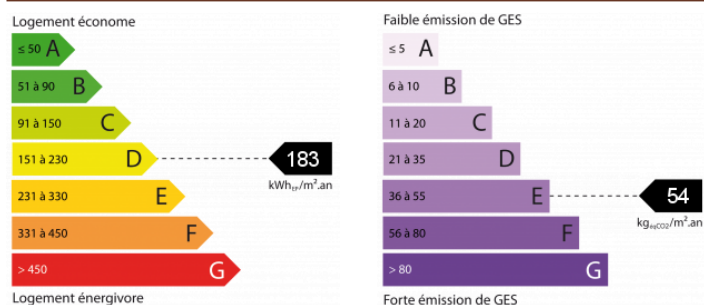 Logement économe
≤ 50 A
51 à 90 B
91 à 150 C
151 à 230 D
183
kWhEP/m².an
231 à 330 E
331 à 450 F
> 450 G
Logement énergivore
Faible émission de GES
≤ 5 A
6 à 10 B
11 à 20 C
21 à 35 D
36 à 55 E
54
kgéqCO2/m².an
56 à 80 F
> 80 G
Forte émission de GES